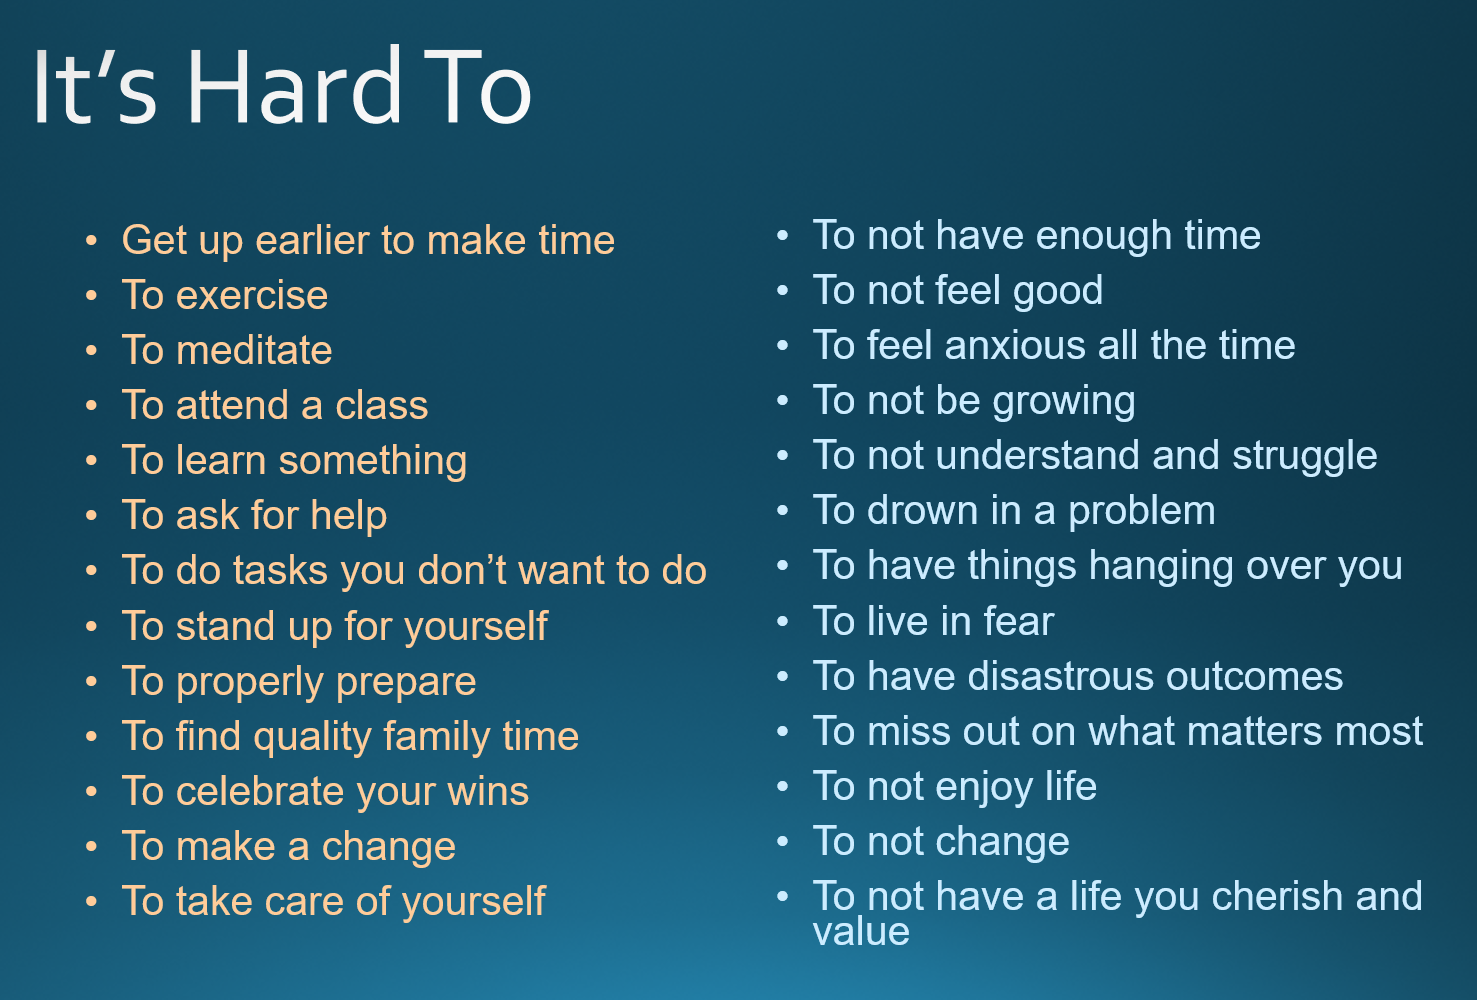 It’s Hard To
• Get up earlier to make time
• To exercise
• To meditate
• To attend a class
• To learn something
• To ask for help
• To do tasks you don’t want to do
• To stand up for yourself
• To properly prepare
• To find quality family time
• To celebrate your wins
• To make a change
• To take care of yourself
• To not have enough time
• To not feel good
• To feel anxious all the time
• To not be growing
• To not understand and struggle
• To drown in a problem
• To have things hanging over you
• To live in fear
• To have disastrous outcomes
• To miss out on what matters most
• To not enjoy life
• To not change
• To not have a life you cherish and
value